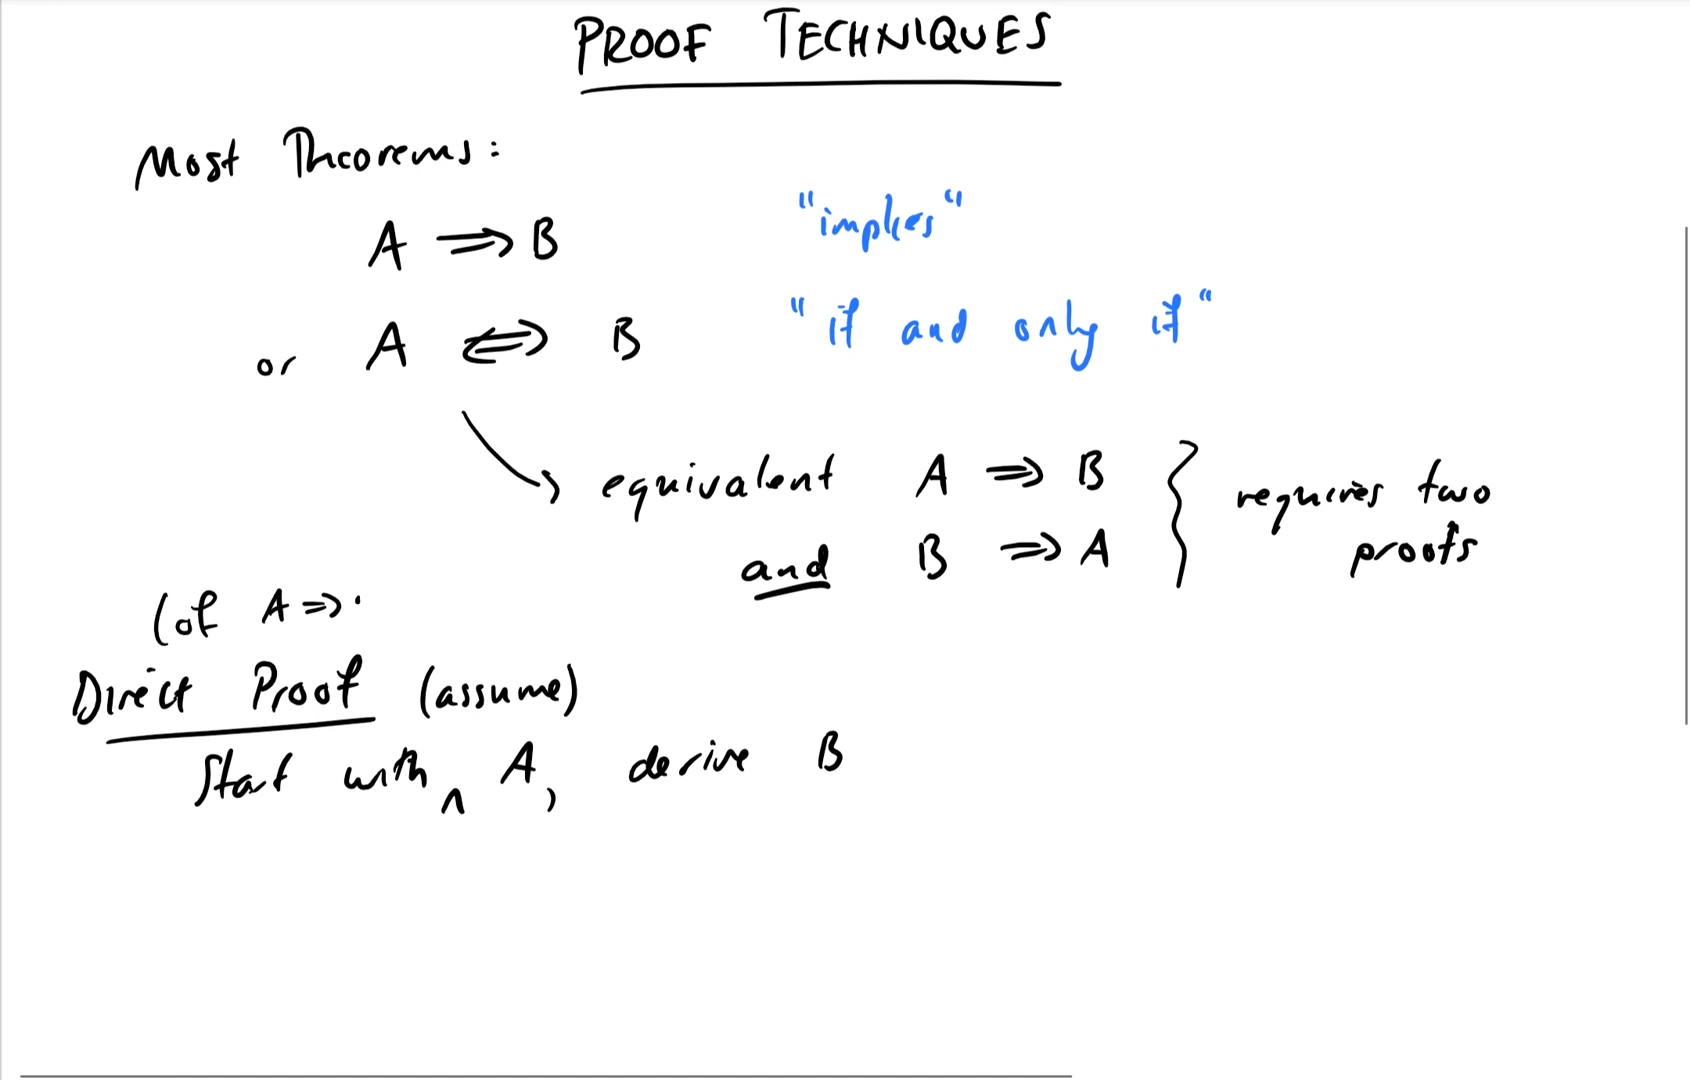 PROOF TECHNIQUES
Most Theorems:
A ⇒ B "implies"
or A ⇔ B "if and only if"
equivalent A ⇒ B requires two
and B ⇒ A proofs
(of A ⇒
Direct Proof (assume)
Start with ^ A, derive B